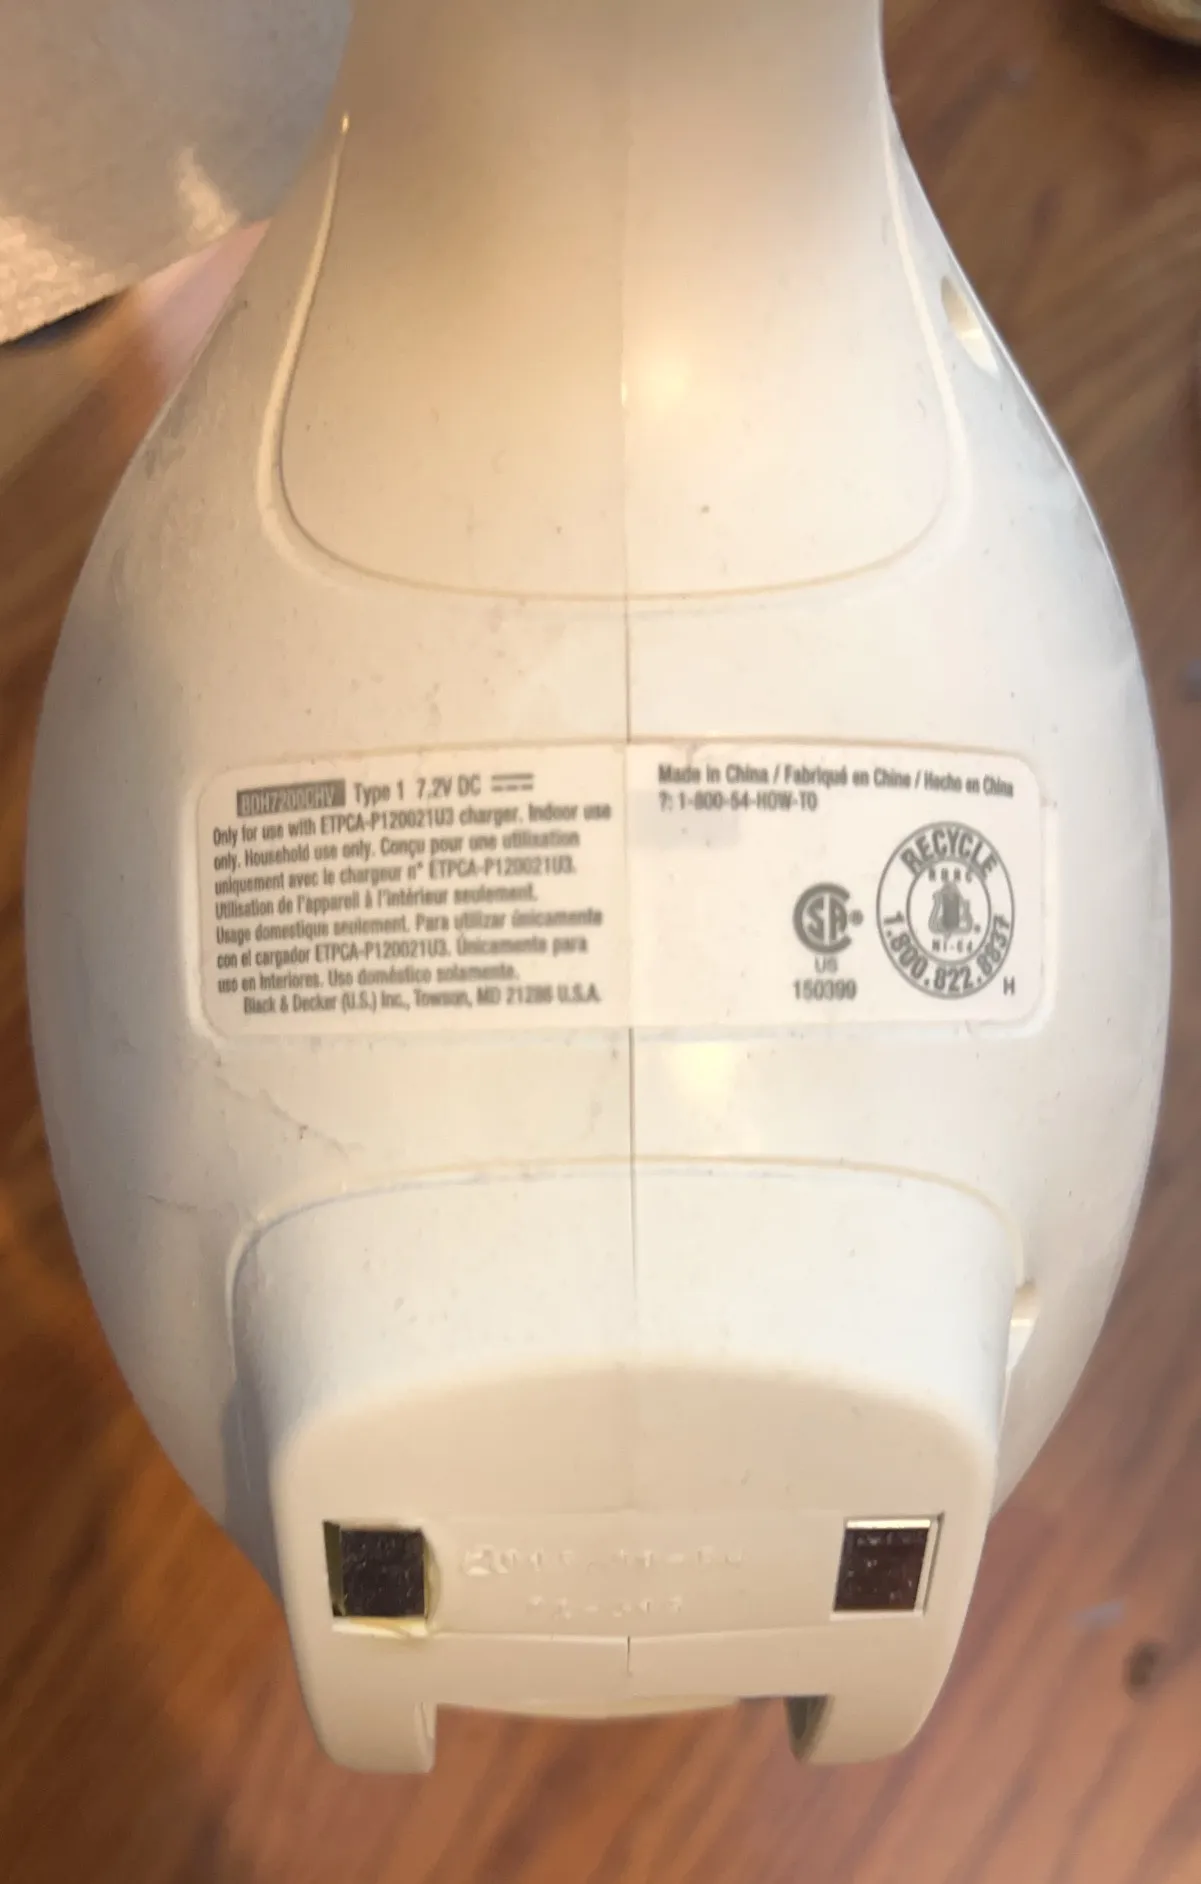 BDH7200CHV Type 1 7.2V DC
Only for use with ETPCA-P120021U3 charger. Indoor use
only. Household use only. Conçu pour une utilisation
uniquement avec le chargeur n° ETPCA-P120021U3.
Utilisation de l'appareil à l'intérieur seulement.
Usage domestique seulement. Para utilizar únicamente
con el cargador ETPCA-P120021U3. Únicamente para
uso en Interiores. Uso doméstico solamente.
Black & Decker (U.S.) Inc., Towson, MD 21286 U.S.A.
Made in China / Fabriqué en Chine / Hecho en China
?: 1-800-54-HOW-TO
SA®
US
150399
RECYCLE
RBRC
Ni-Cd
1.800.822.8837
H